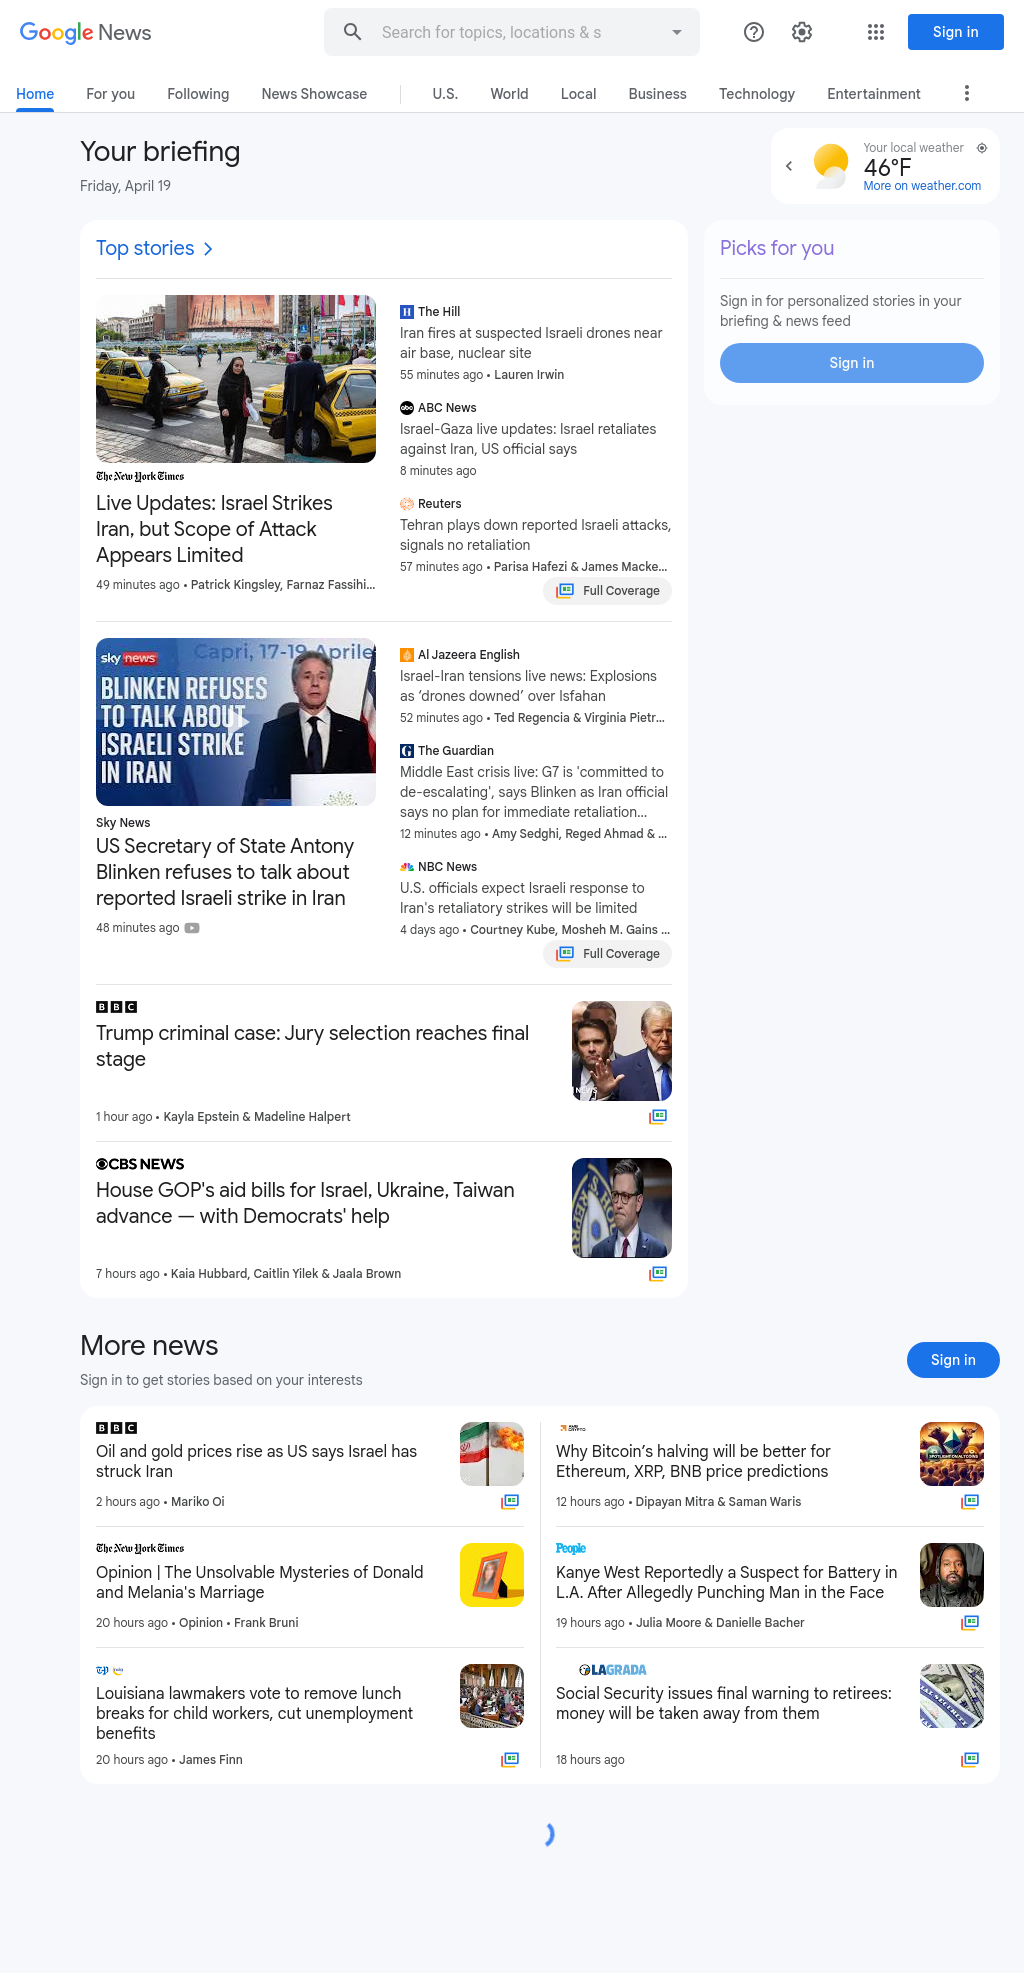 Google News
Search for topics, locations & s
Sign in
Home
For you
Following
News Showcase
U.S.
World
Local
Business
Technology
Entertainment
Your briefing
Friday, April 19
Your local weather
46°F
More on weather.com
Top stories
The New York Times
Live Updates: Israel Strikes
Iran, but Scope of Attack
Appears Limited
49 minutes ago • Patrick Kingsley, Farnaz Fassihi...
The Hill
Iran fires at suspected Israeli drones near
air base, nuclear site
55 minutes ago • Lauren Irwin
abc ABC News
Israel-Gaza live updates: Israel retaliates
against Iran, US official says
8 minutes ago
Reuters
Tehran plays down reported Israeli attacks,
signals no retaliation
57 minutes ago • Parisa Hafezi & James Macke...
Full Coverage
Picks for you
Sign in for personalized stories in your
briefing & news feed
Sign in
sky news
Capri, 17-19 Aprile
BLINKEN REFUSES
TO TALK ABOUT
ISRAELI STRIKE
IN IRAN
Sky News
US Secretary of State Antony
Blinken refuses to talk about
reported Israeli strike in Iran
48 minutes ago
Al Jazeera English
Israel-Iran tensions live news: Explosions
as ‘drones downed’ over Isfahan
52 minutes ago • Ted Regencia & Virginia Pietr...
The Guardian
Middle East crisis live: G7 is 'committed to
de-escalating', says Blinken as Iran official
says no plan for immediate retaliation...
12 minutes ago • Amy Sedghi, Reged Ahmad & ...
NBC News
U.S. officials expect Israeli response to
Iran's retaliatory strikes will be limited
4 days ago • Courtney Kube, Mosheh M. Gains ...
Full Coverage
BBC
Trump criminal case: Jury selection reaches final
stage
1 hour ago • Kayla Epstein & Madeline Halpert
NEWS
CBS NEWS
House GOP's aid bills for Israel, Ukraine, Taiwan
advance — with Democrats' help
7 hours ago • Kaia Hubbard, Caitlin Yilek & Jaala Brown
More news
Sign in to get stories based on your interests
Sign in
BBC
Oil and gold prices rise as US says Israel has
struck Iran
2 hours ago • Mariko Oi
The New York Times
Opinion | The Unsolvable Mysteries of Donald
and Melania's Marriage
20 hours ago • Opinion • Frank Bruni
Louisiana lawmakers vote to remove lunch
breaks for child workers, cut unemployment
benefits
20 hours ago • James Finn
Why Bitcoin’s halving will be better for
Ethereum, XRP, BNB price predictions
12 hours ago • Dipayan Mitra & Saman Waris
SPOTLIGHT ON ALTCOINS
People
Kanye West Reportedly a Suspect for Battery in
L.A. After Allegedly Punching Man in the Face
19 hours ago • Julia Moore & Danielle Bacher
LAGRADA
Social Security issues final warning to retirees:
money will be taken away from them
18 hours ago